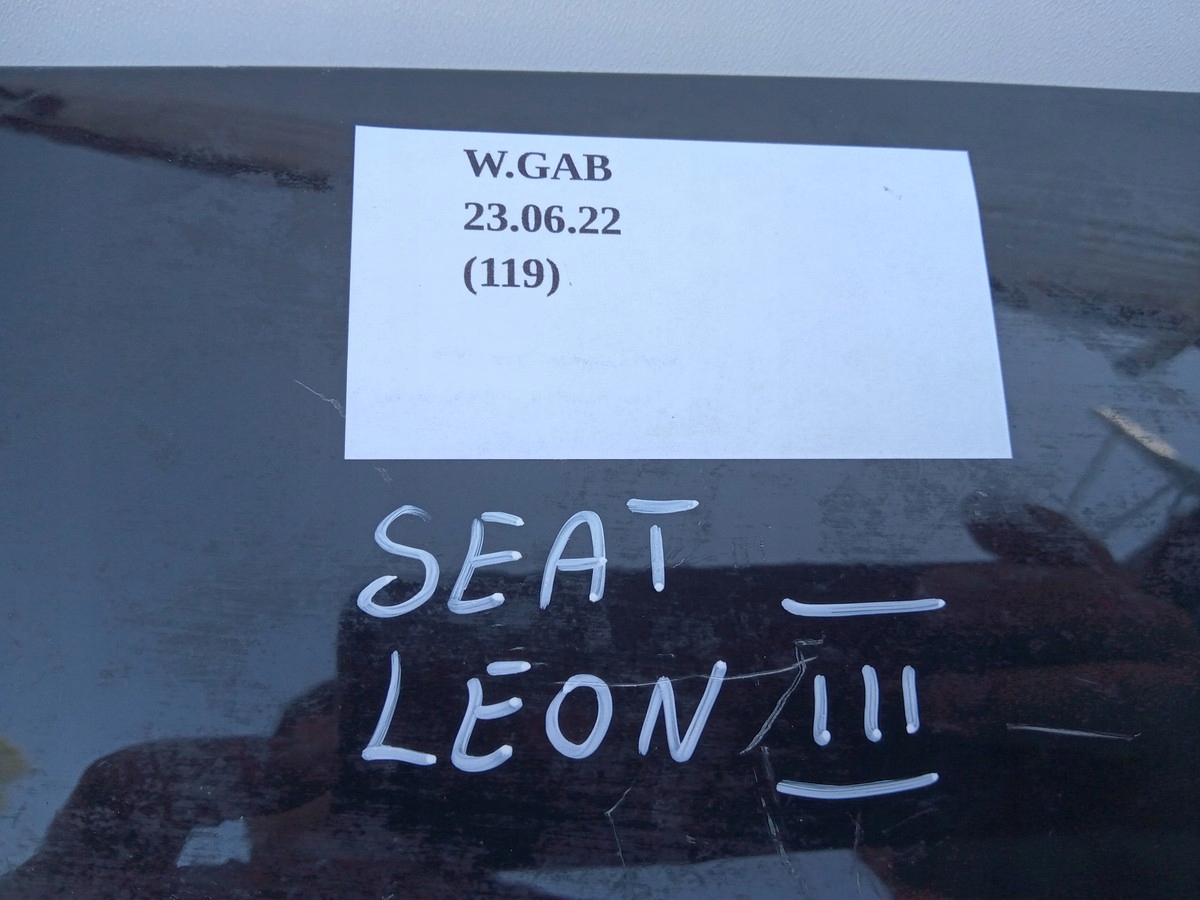 W.GAB
23.06.22
(119)
SEAT
LEON III